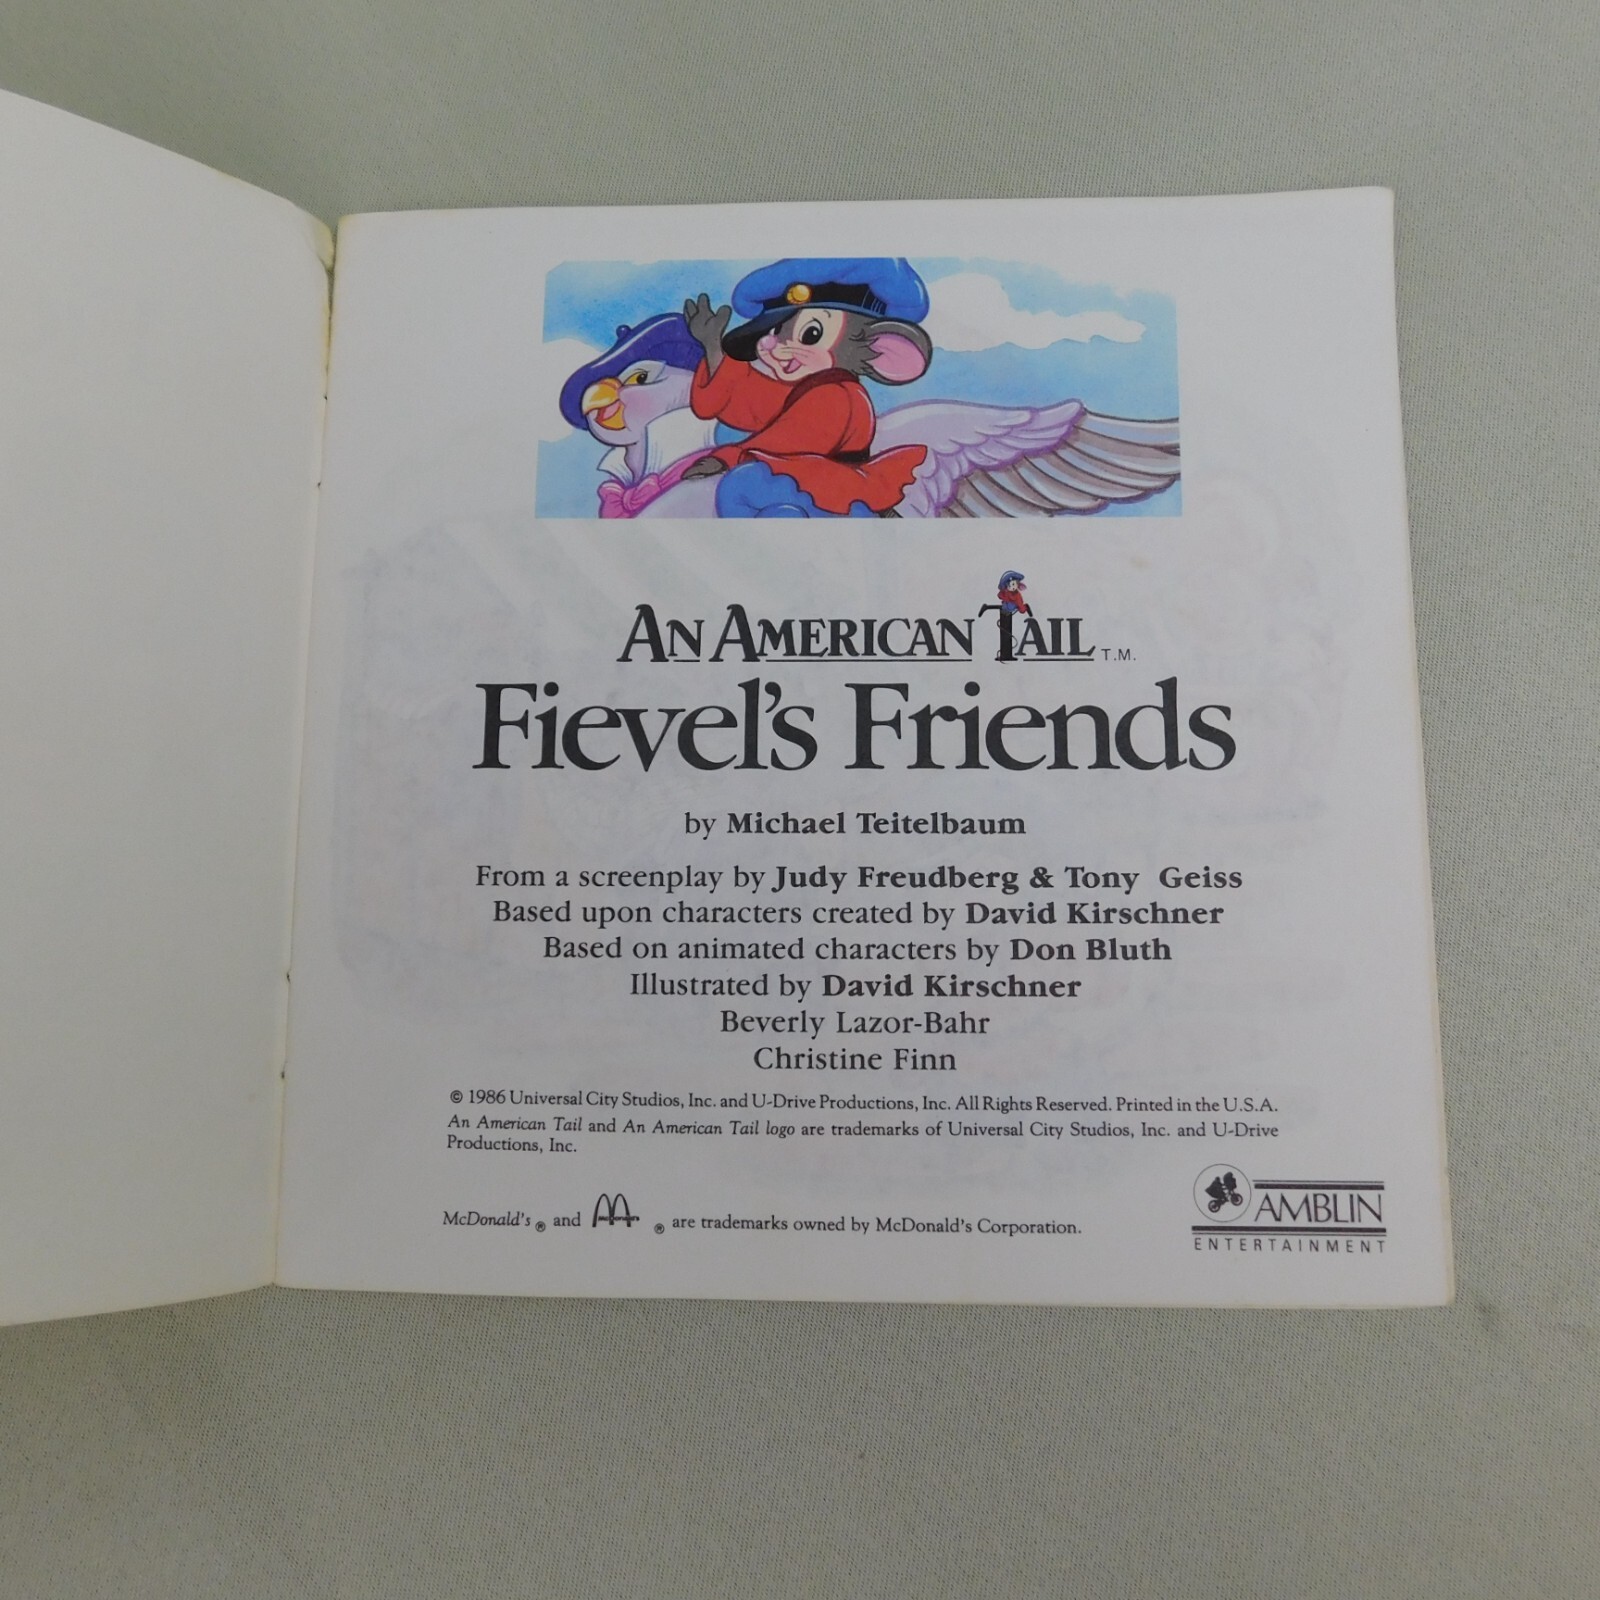 AN AMERICAN TAIL T.M.
Fievel's Friends
by Michael Teitelbaum
From a screenplay by Judy Freudberg & Tony Geiss
Based upon characters created by David Kirschner
Based on animated characters by Don Bluth
Illustrated by David Kirschner
Beverly Lazor-Bahr
Christine Finn
© 1986 Universal City Studios, Inc. and U-Drive Productions, Inc. All Rights Reserved. Printed in the U.S.A.
An American Tail and An American Tail logo are trademarks of Universal City Studios, Inc. and U-Drive
Productions, Inc.
McDonald's ® and ® are trademarks owned by McDonald's Corporation.
AMBLIN
ENTERTAINMENT